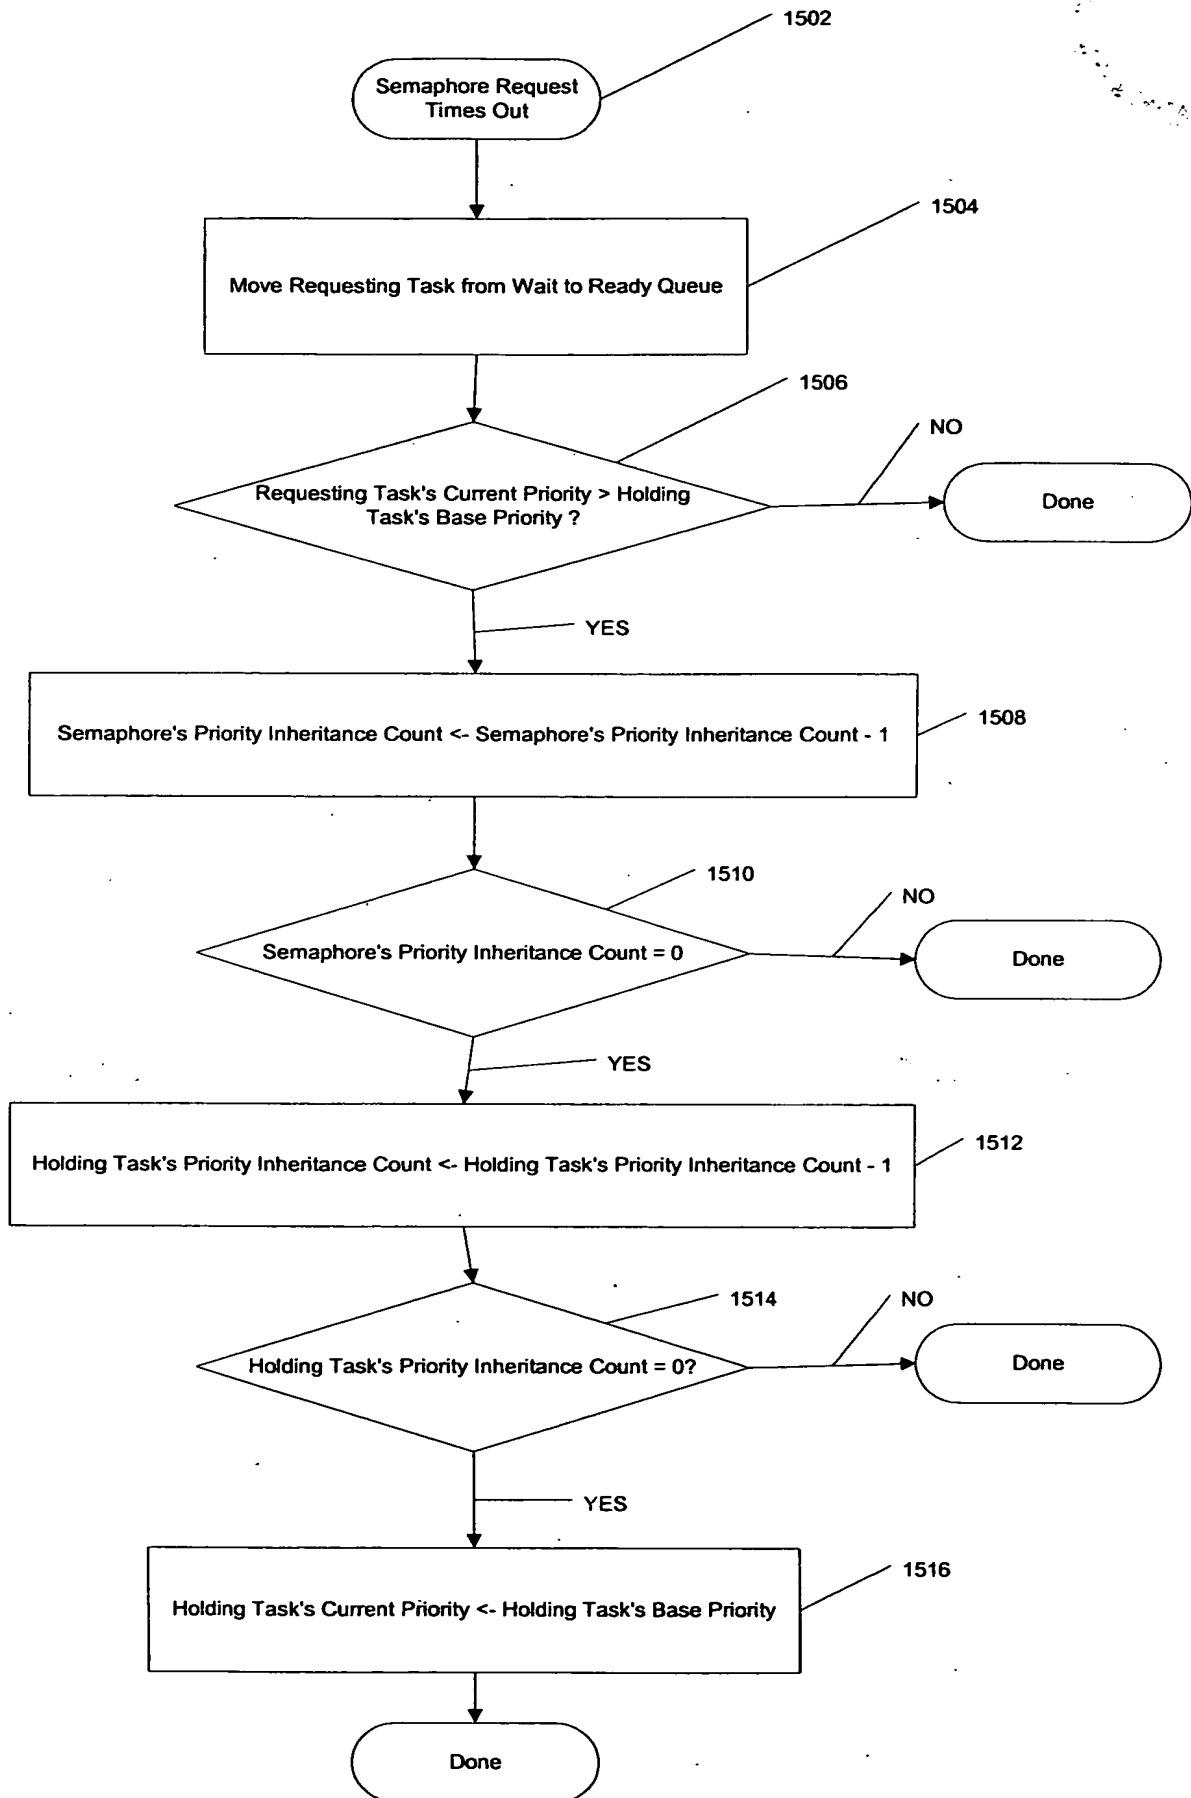 1502
Semaphore Request
Times Out
1504
Move Requesting Task from Wait to Ready Queue
1506
NO
Requesting Task's Current Priority > Holding
Task's Base Priority ?
Done
YES
1508
Semaphore's Priority Inheritance Count <- Semaphore's Priority Inheritance Count - 1
1510
NO
Semaphore's Priority Inheritance Count = 0
Done
YES
1512
Holding Task's Priority Inheritance Count <- Holding Task's Priority Inheritance Count - 1
1514
NO
Holding Task's Priority Inheritance Count = 0?
Done
YES
1516
Holding Task's Current Priority <- Holding Task's Base Priority
Done